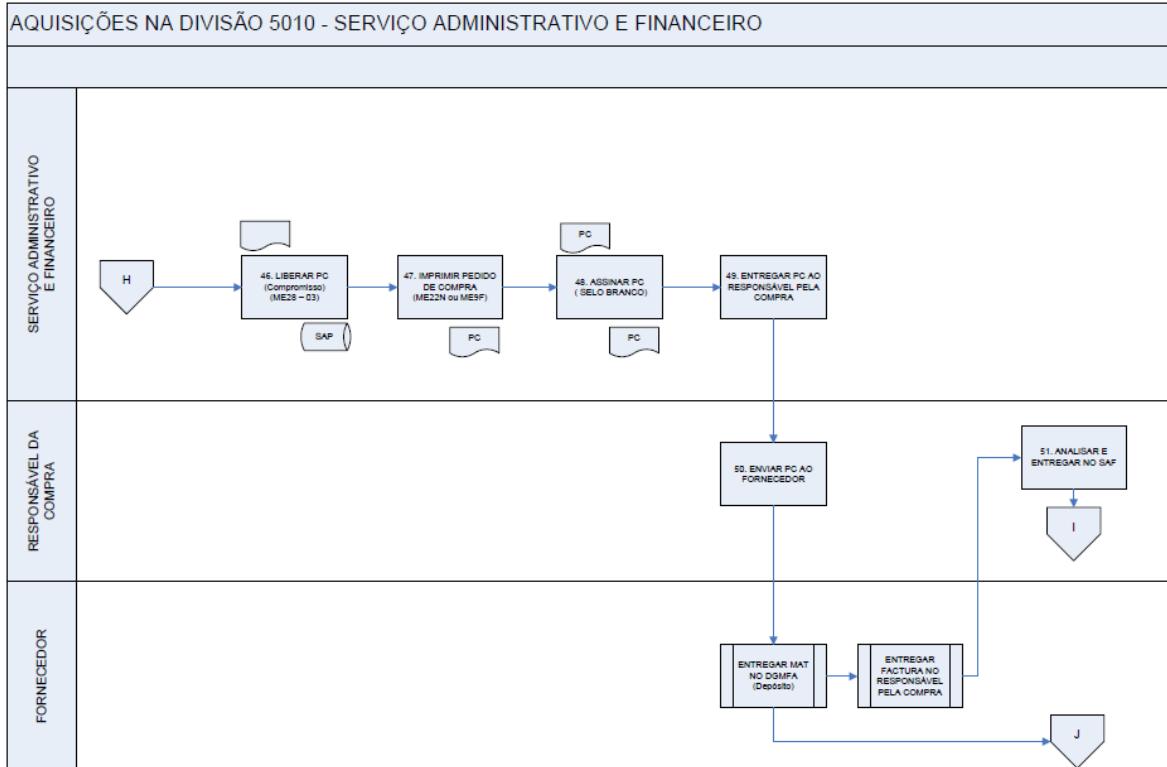 AQUISIÇÕES NA DIVISÃO 5010 - SERVIÇO ADMINISTRATIVO E FINANCEIRO
SERVIÇO ADMINISTRATIVO
E FINANCEIRO
H
46. LIBERAR PC
(Compromisso)
(ME28 – 03)
SAP
47. IMPRIMIR PEDIDO
DE COMPRA
(ME22N ou ME9F)
PC
PC
48. ASSINAR PC
( SELO BRANCO)
PC
49. ENTREGAR PC AO
RESPONSÁVEL PELA
COMPRA
RESPONSÁVEL DA
COMPRA
50. ENVIAR PC AO
FORNECEDOR
51. ANALISAR E
ENTREGAR NO SAF
I
FORNECEDOR
ENTREGAR MAT
NO DGMFA
(Depósito)
ENTREGAR
FACTURA NO
RESPONSÁVEL
PELA COMPRA
J